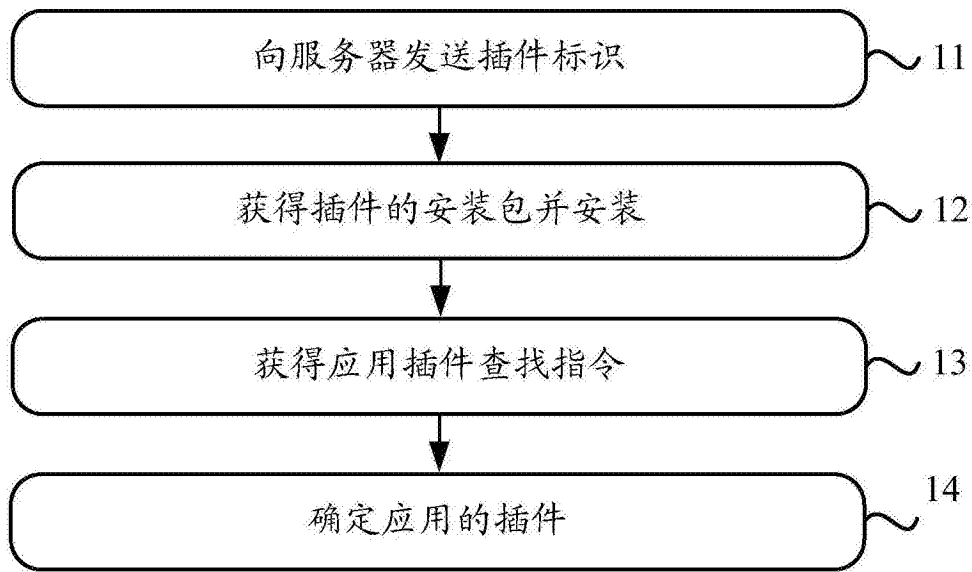 向服务器发送插件标识
11
获得插件的安装包并安装
12
获得应用插件查找指令
13
确定应用的插件
14